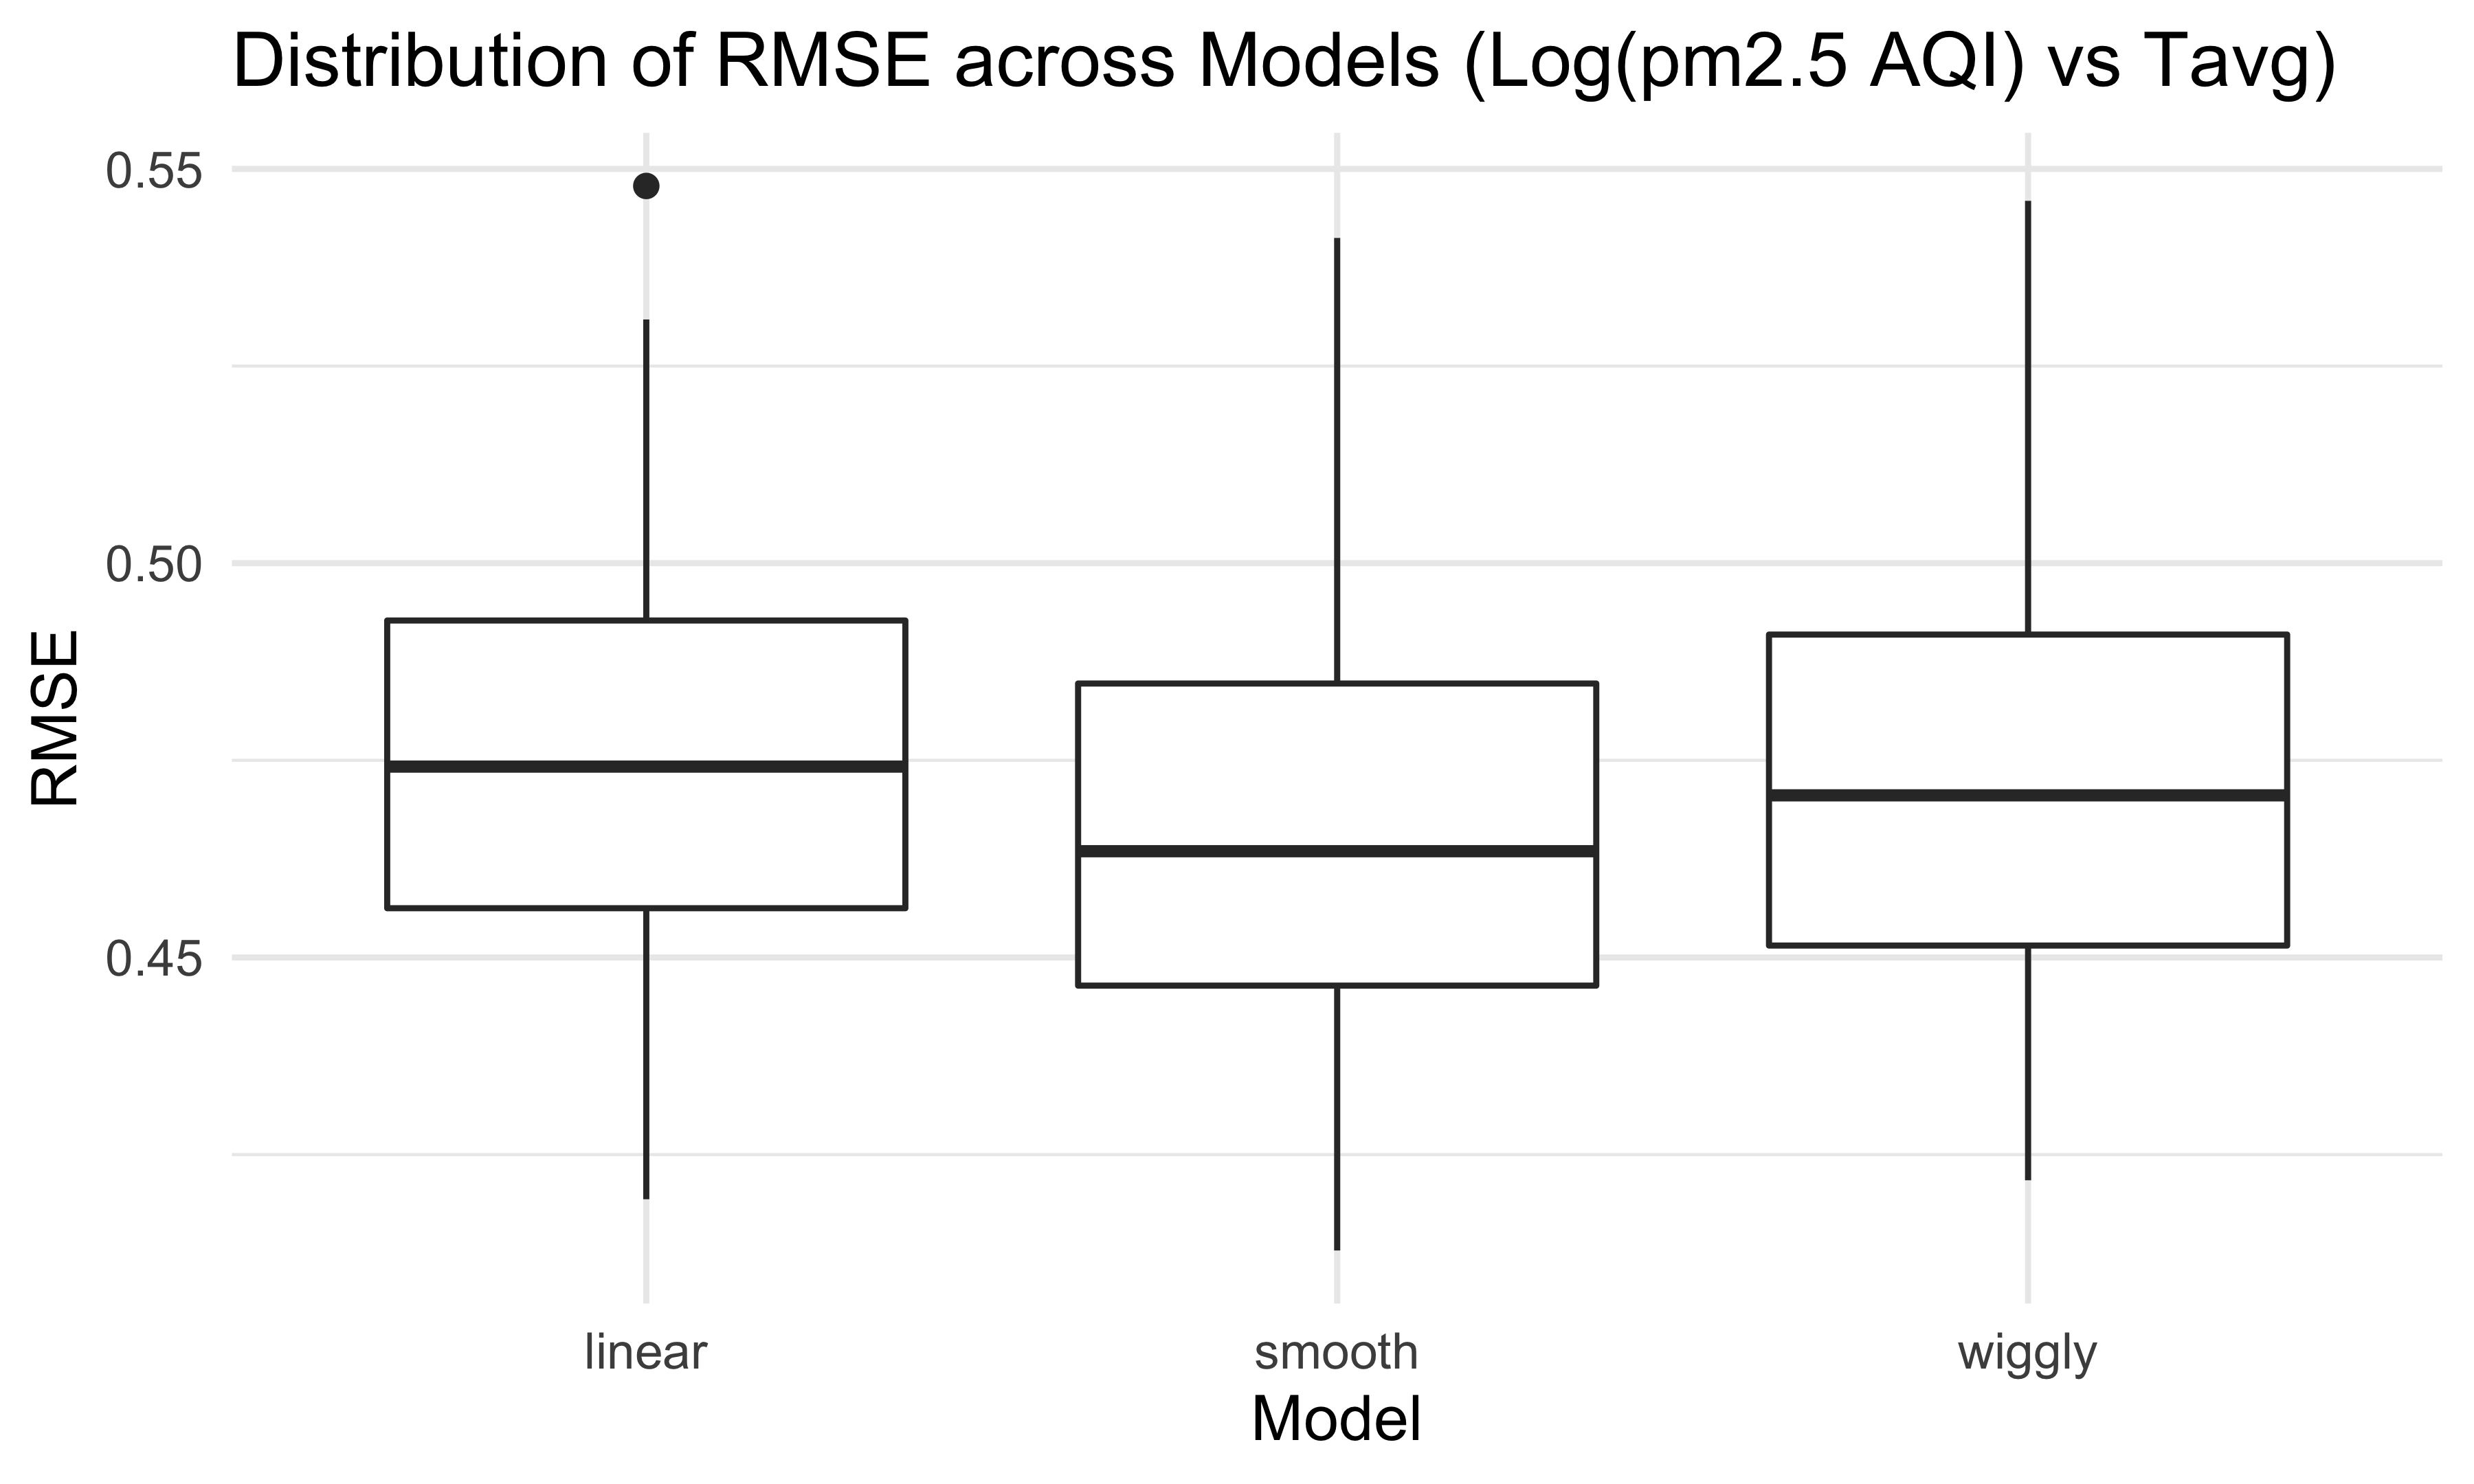 Distribution of RMSE across Models (Log(pm2.5 AQI) vs Tavg)
0.55
0.50
0.45
RMSE
linear smooth wiggly
Model